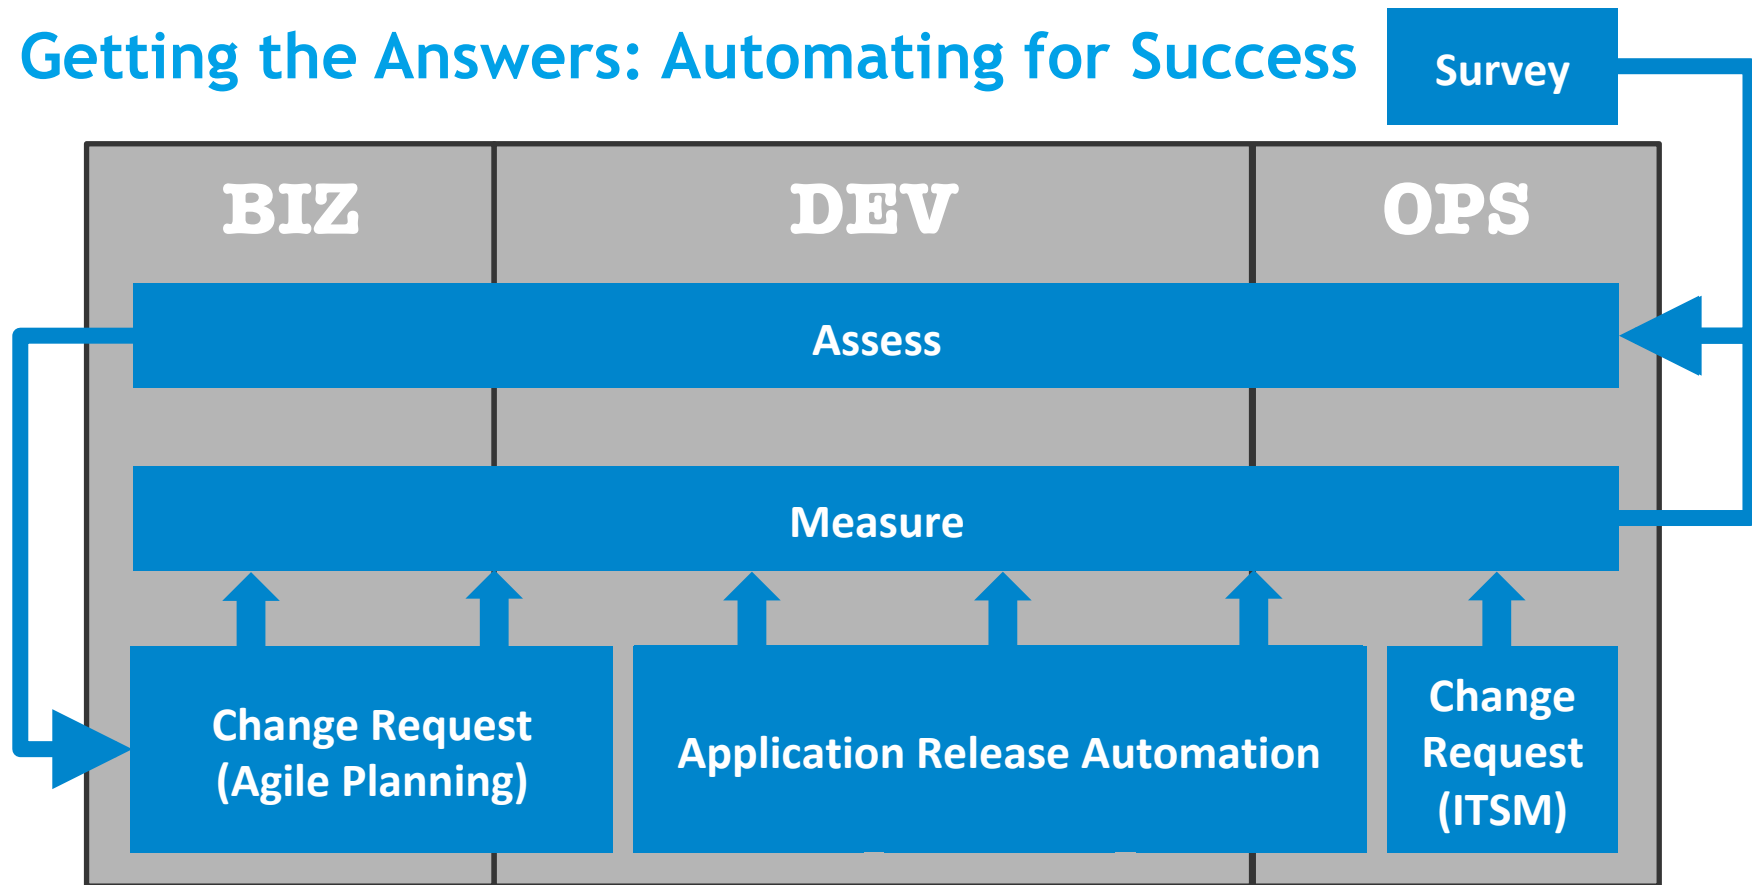 Getting the Answers: Automating for Success
Survey
BIZ
DEV
OPS
Assess
Measure
Change Request
(Agile Planning)
Application Release Automation
Change
Request
(ITSM)